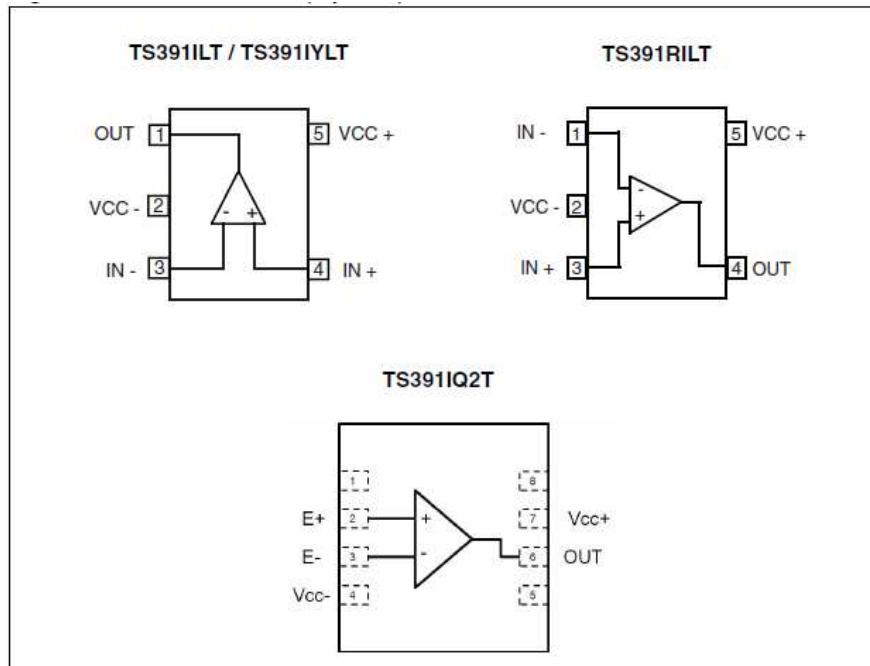 TS391ILT / TS391IYLT
OUT 1 5 VCC +
VCC - 2
- +
IN - 3 4 IN +
TS391RILT
IN - 1 5 VCC +
-
VCC - 2
+
IN + 3 4 OUT
TS391IQ2T
1 8
E+ 2 + 7 Vcc+
E- 3 - 6 OUT
Vcc- 4 5